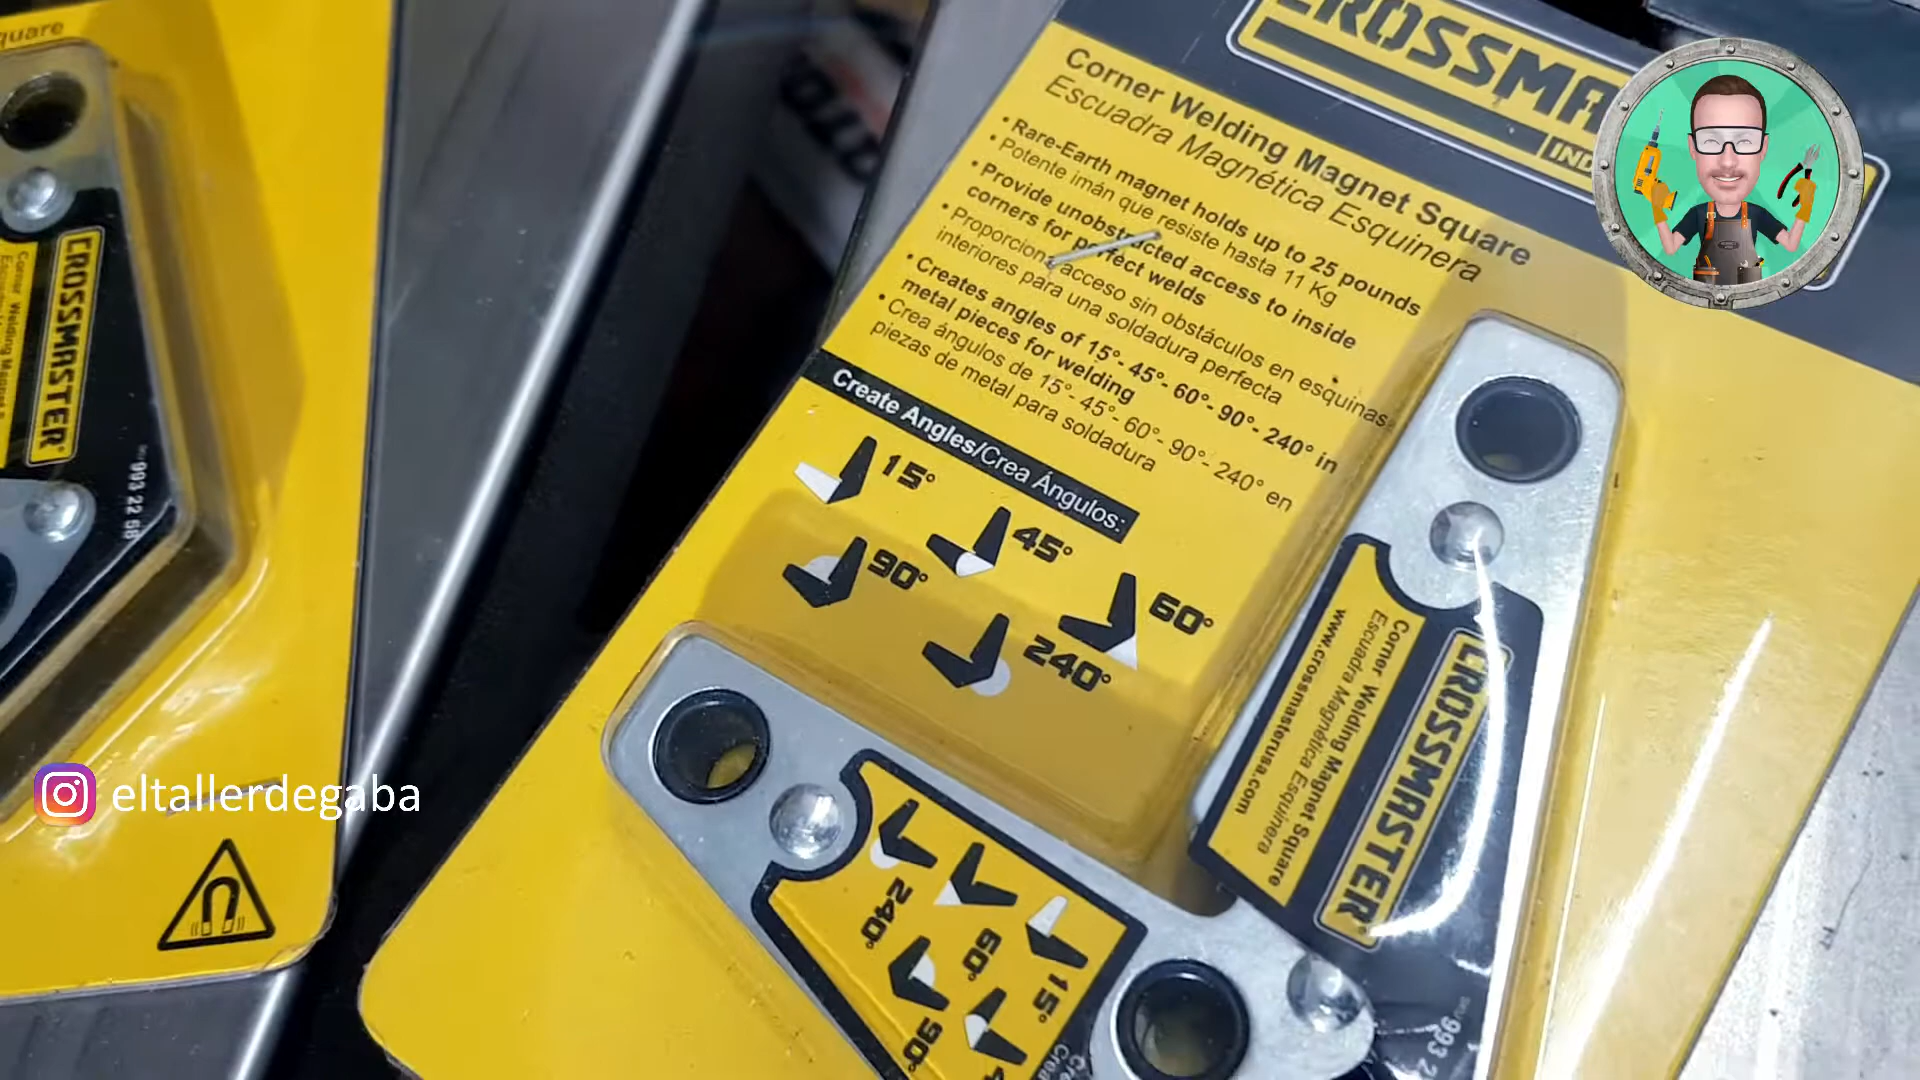 CROSSMA
IND
Corner Welding Magnet Square
Escuadra Magnética Esquinera
• Rare-Earth magnet holds up to 25 pounds
• Potente imán que resiste hasta 11 Kg
• Provide unobstructed access to inside
corners for perfect welds
• Proporciona acceso sin obstáculos en esquinas
interiores para una soldadura perfecta
• Creates angles of 15°- 45°- 60°- 90°- 240° in
metal pieces for welding
• Crea ángulos de 15°- 45°- 60°- 90°- 240° en
piezas de metal para soldadura
Create Angles/Crea Ángulos:
15°
45°
90°
60°
240°
CROSSMASTER
Corner Welding Magnet Square
Escuadra Magnética Esquinera
www.crossmasterusa.com
993 2
240°
60°
15°
90°
quare
CROSSMASTER
Corner Welding
993 22 68
eltallerdegaba